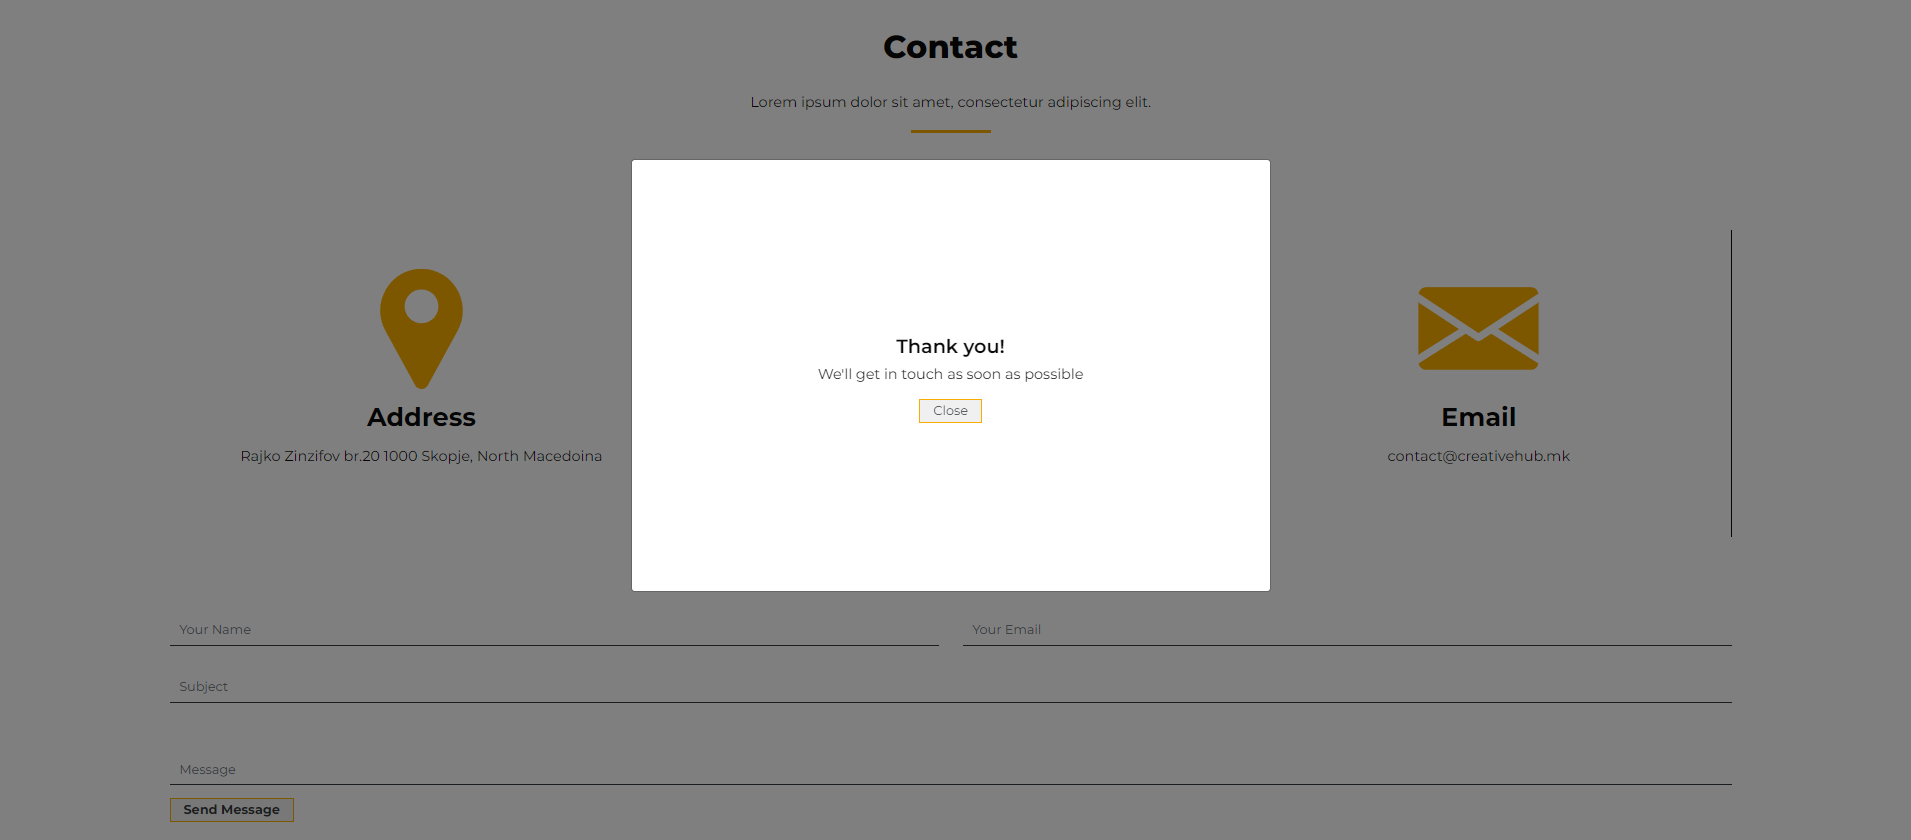 Contact
Lorem ipsum dolor sit amet, consectetur adipiscing elit.
Thank you!
We'll get in touch as soon as possible
Close
Address
Rajko Zinzifov br.20 1000 Skopje, North Macedoina
Email
contact@creativehub.mk
Your Name
Your Email
Subject
Message
Send Message